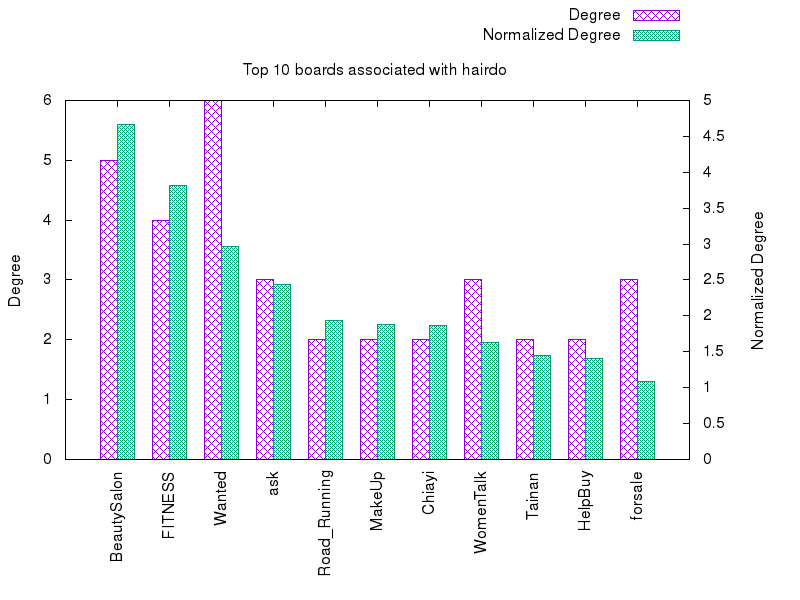 Degree
Normalized Degree
Top 10 boards associated with hairdo
6
5
4
3
2
1
0
5
4.5
4
3.5
3
2.5
2
1.5
1
0.5
0
Degree
Normalized Degree
BeautySalon
FITNESS
Wanted
ask
Road_Running
MakeUp
Chiayi
WomenTalk
Tainan
HelpBuy
forsale